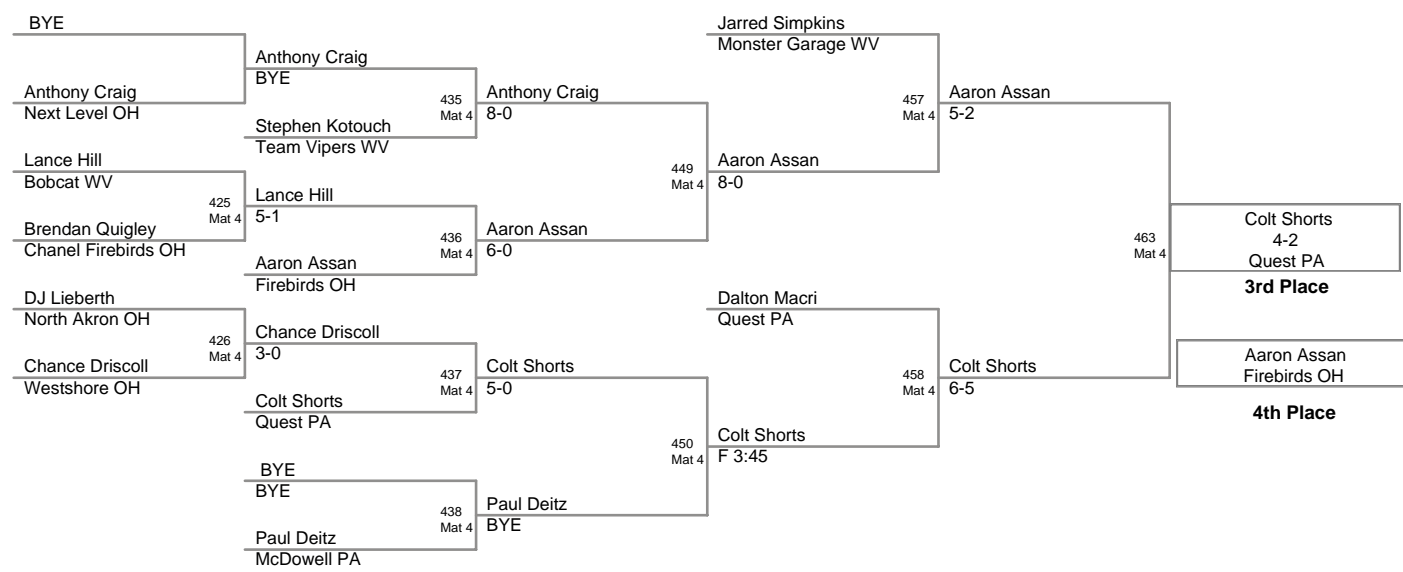 BYE
Anthony Craig
Next Level OH
Lance Hill
Bobcat WV
425
Mat 4
Brendan Quigley
Chanel Firebirds OH
DJ Lieberth
North Akron OH
426
Mat 4
Chance Driscoll
Westshore OH
Anthony Craig
BYE
435
Mat 4
Stephen Kotouch
Team Vipers WV
Lance Hill
5-1
436
Mat 4
Aaron Assan
Firebirds OH
Chance Driscoll
3-0
437
Mat 4
Colt Shorts
Quest PA
BYE
BYE
438
Mat 4
Paul Deitz
McDowell PA
Anthony Craig
8-0
449
Mat 4
Aaron Assan
6-0
Colt Shorts
5-0
450
Mat 4
Paul Deitz
BYE
Jarred Simpkins
Monster Garage WV
457
Mat 4
Aaron Assan
8-0
Dalton Macri
Quest PA
458
Mat 4
Colt Shorts
F 3:45
Aaron Assan
5-2
463
Mat 4
Colt Shorts
6-5
Colt Shorts
4-2
Quest PA
3rd Place
Aaron Assan
Firebirds OH
4th Place